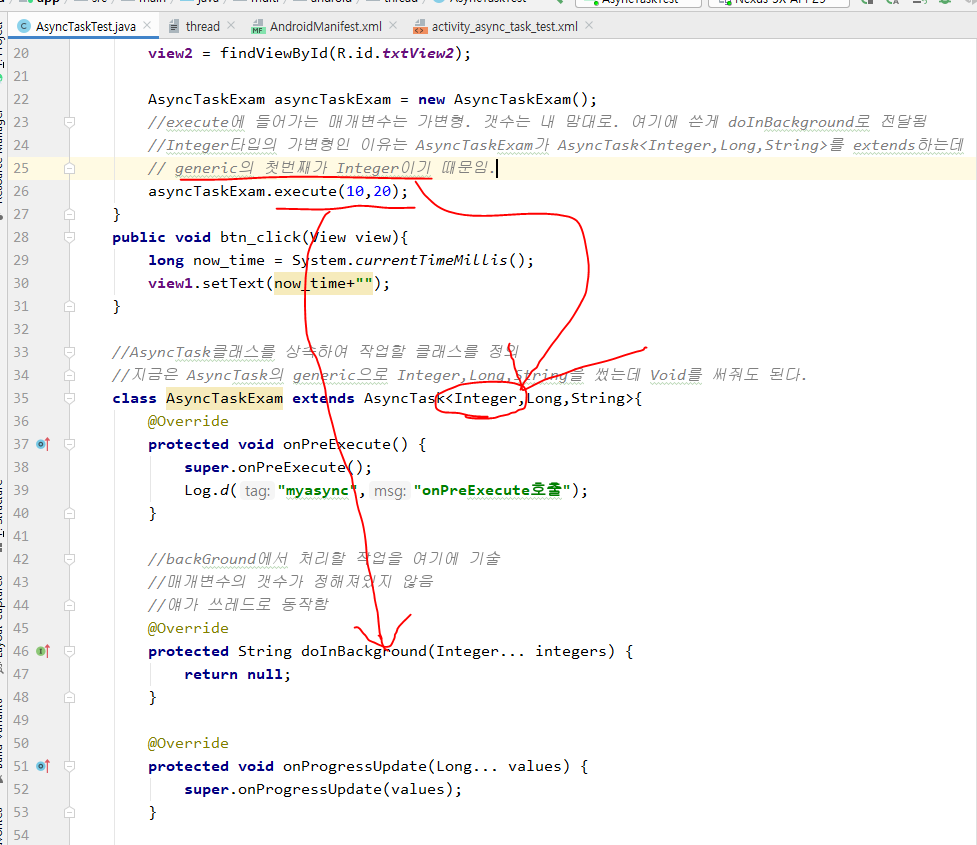 app src main java multi android thread AsyncTaskTest
AsyncTaskTest.java thread AndroidManifest.xml activity_async_task_test.xml
20 view2 = findViewById(R.id.txtView2);
21
22 AsyncTaskExam asyncTaskExam = new AsyncTaskExam();
23 //execute에 들어가는 매개변수는 가변형. 갯수는 내 맘대로. 여기에 쓴게 doInBackground로 전달됨
24 //Integer타입의 가변형인 이유는 AsyncTaskExam가 AsyncTask<Integer,Long,String>를 extends하는데
25 // generic의 첫번째가 Integer이기 때문임.
26 asyncTaskExam.execute(10,20);
27 }
28 public void btn_click(View view){
29 long now_time = System.currentTimeMillis();
30 view1.setText(now_time+"");
31 }
32
33 //AsyncTask클래스를 상속하여 작업할 클래스를 정의
34 //지금은 AsyncTask의 generic으로 Integer,Long,String을 썼는데 Void를 써줘도 된다.
35 class AsyncTaskExam extends AsyncTask<Integer,Long,String>{
36 @Override
37 protected void onPreExecute() {
38 super.onPreExecute();
39 Log.d( tag: "myasync", msg: "onPreExecute호출");
40 }
41
42 //backGround에서 처리할 작업을 여기에 기술
43 //매개변수의 갯수가 정해져있지 않음
44 //얘가 쓰레드로 동작함
45 @Override
46 protected String doInBackground(Integer... integers) {
47 return null;
48 }
49
50 @Override
51 protected void onProgressUpdate(Long... values) {
52 super.onProgressUpdate(values);
53 }
54